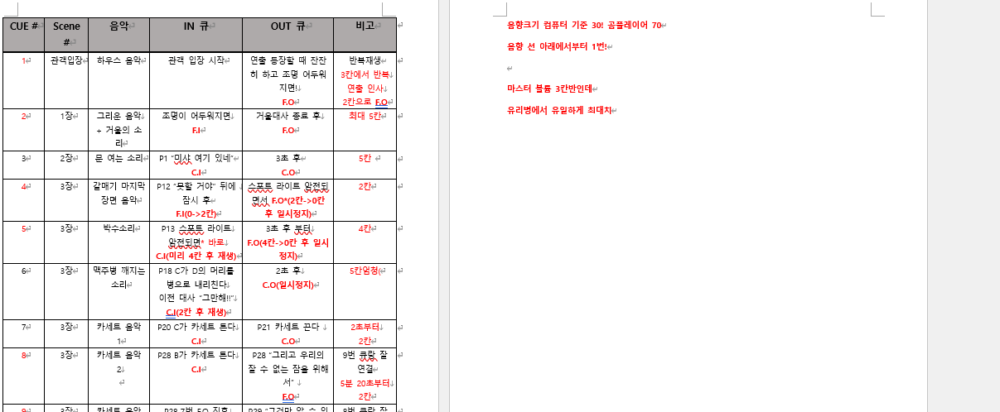 CUE # Scene # 음악 IN 큐 OUT 큐 비고
1 관객입장 하우스 음악 관객 입장 시작 연출 등장할 때 잔잔
히 하고 조명 어두워
지면!
F.O
반복재생
3칸에서 반복
연출 인사
2칸으로 F.O
2 1장 그리운 음악
+ 거울의 소
리
조명이 어두워지면
F.I
거울대사 종료 후
F.O
최대 5칸
3 2장 문 여는 소리 P1 “미샤 여기 있네”
C.I
3초 후
C.O
5칸
4 3장 갈매기 마지막
장면 음악
P12 “못할 거야” 뒤에
잠시 후
F.I(0->2칸)
스포트 라이트 암전되
면서 F.O*(2칸->0칸
후 일시정지)
2칸
5 3장 박수소리 P13 스포트 라이트
암전되면* 바로
C.I(미리 4칸 후 재생)
3초 후 부터
F.O(4칸->0칸 후 일시
정지)
4칸
6 3장 맥주병 깨지는
소리
P18 C가 D의 머리를
병으로 내리친다
이전 대사 “그만해!!”
C.I(2칸 후 재생)
2초 후
C.O(일시정지)
5칸엄청(
7 3장 카세트 음악
1
P20 C가 카세트 튼다
C.I
P21 카세트 끈다
C.O
2초부터
2칸
8 3장 카세트 음악
2
P28 B가 카세트 튼다
C.I
P28 “그리고 우리의
잘 수 없는 잠을 위해
서”
F.O
9번 큐랑 잘
연결
5분 20초부터
2칸
9 3장 카세트 음악 P28 7번 F.O 직후 P29 “그것만 알 수 있 8번 큐랑 잘
음향크기 컴퓨터 기준 30! 곰플레이어 70
음향 선 아래에서부터 1번!
마스터 볼륨 3칸반인데
유리병에서 유일하게 최대치